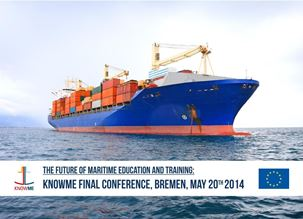 THE FUTURE OF MARITIME EDUCATION AND TRAINING:
KNOWME FINAL CONFERENCE, BREMEN, MAY 20TH 2014
KNOWME